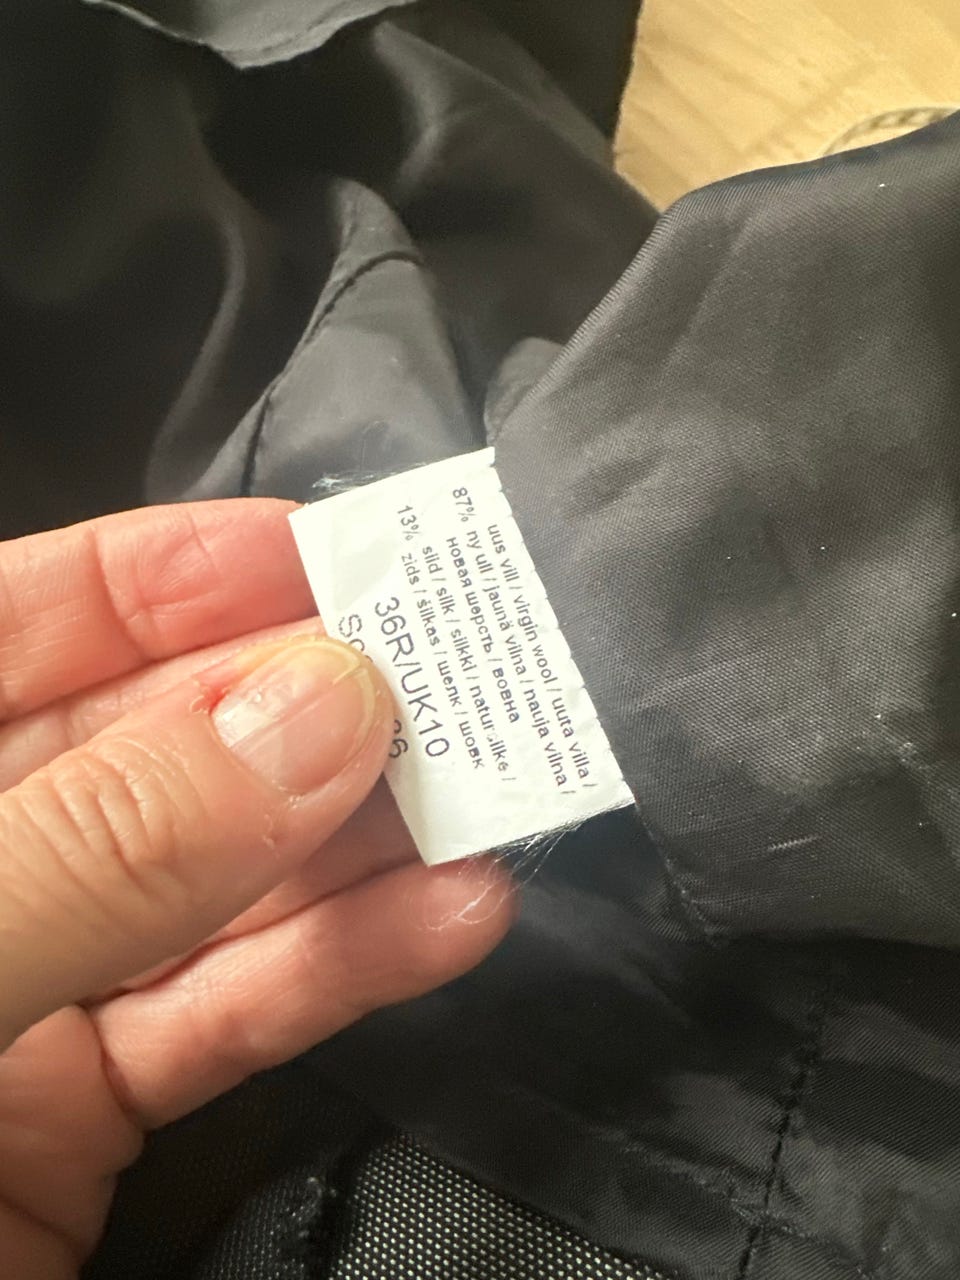 uus vill / virgin wool / uuta villa /
87% ny ull / jaunā vilna / nauja vilna /
новая шерсть / вовна
13% siid / silk / silkki / natursilke /
zīds / šilkas / шелк / шовк
36R/UK10